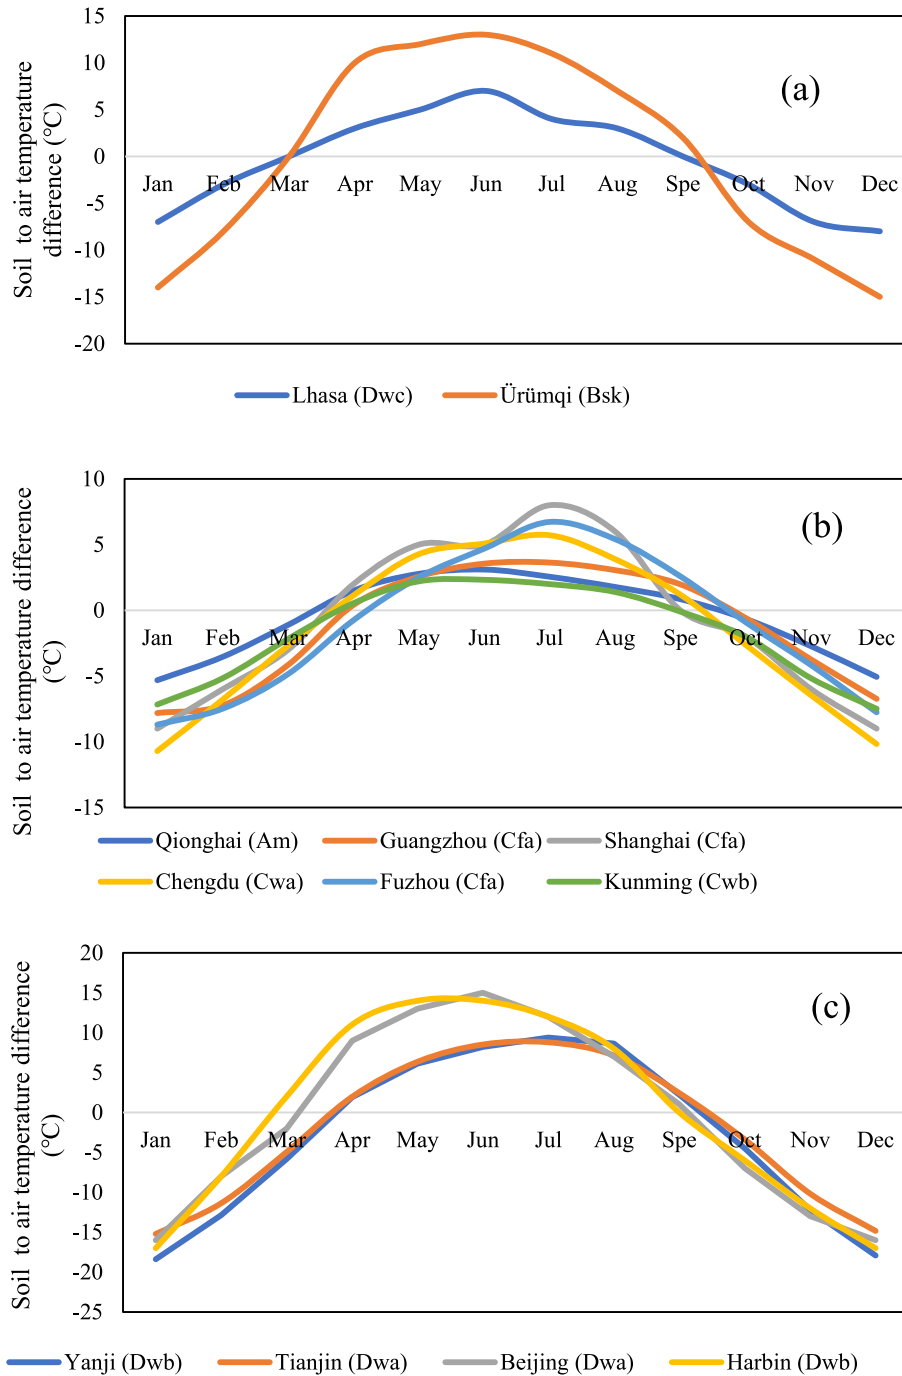 15
10
5
0
-5
-10
-15
-20
Soil to air temperature
difference (°C)
(a)
Jan Feb Mar Apr May Jun Jul Aug Spe Oct Nov Dec
Lhasa (Dwc) Ürümqi (Bsk)
10
5
0
-5
-10
-15
Soil to air temperature difference
(°C)
(b)
Jan Feb Mar Apr May Jun Jul Aug Spe Oct Nov Dec
Qionghai (Am) Guangzhou (Cfa) Shanghai (Cfa)
Chengdu (Cwa) Fuzhou (Cfa) Kunming (Cwb)
20
15
10
5
0
-5
-10
-15
-20
-25
Soil to air temperature difference
(°C)
(c)
Jan Feb Mar Apr May Jun Jul Aug Spe Oct Nov Dec
Yanji (Dwb) Tianjin (Dwa) Beijing (Dwa) Harbin (Dwb)